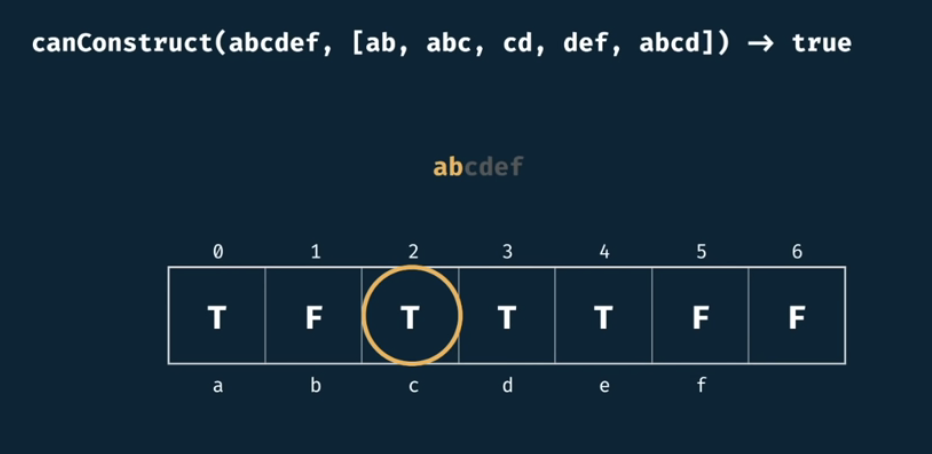 canConstruct(abcdef, [ab, abc, cd, def, abcd]) → true
abcdef
0 1 2 3 4 5 6
T F T T T F F
a b c d e f